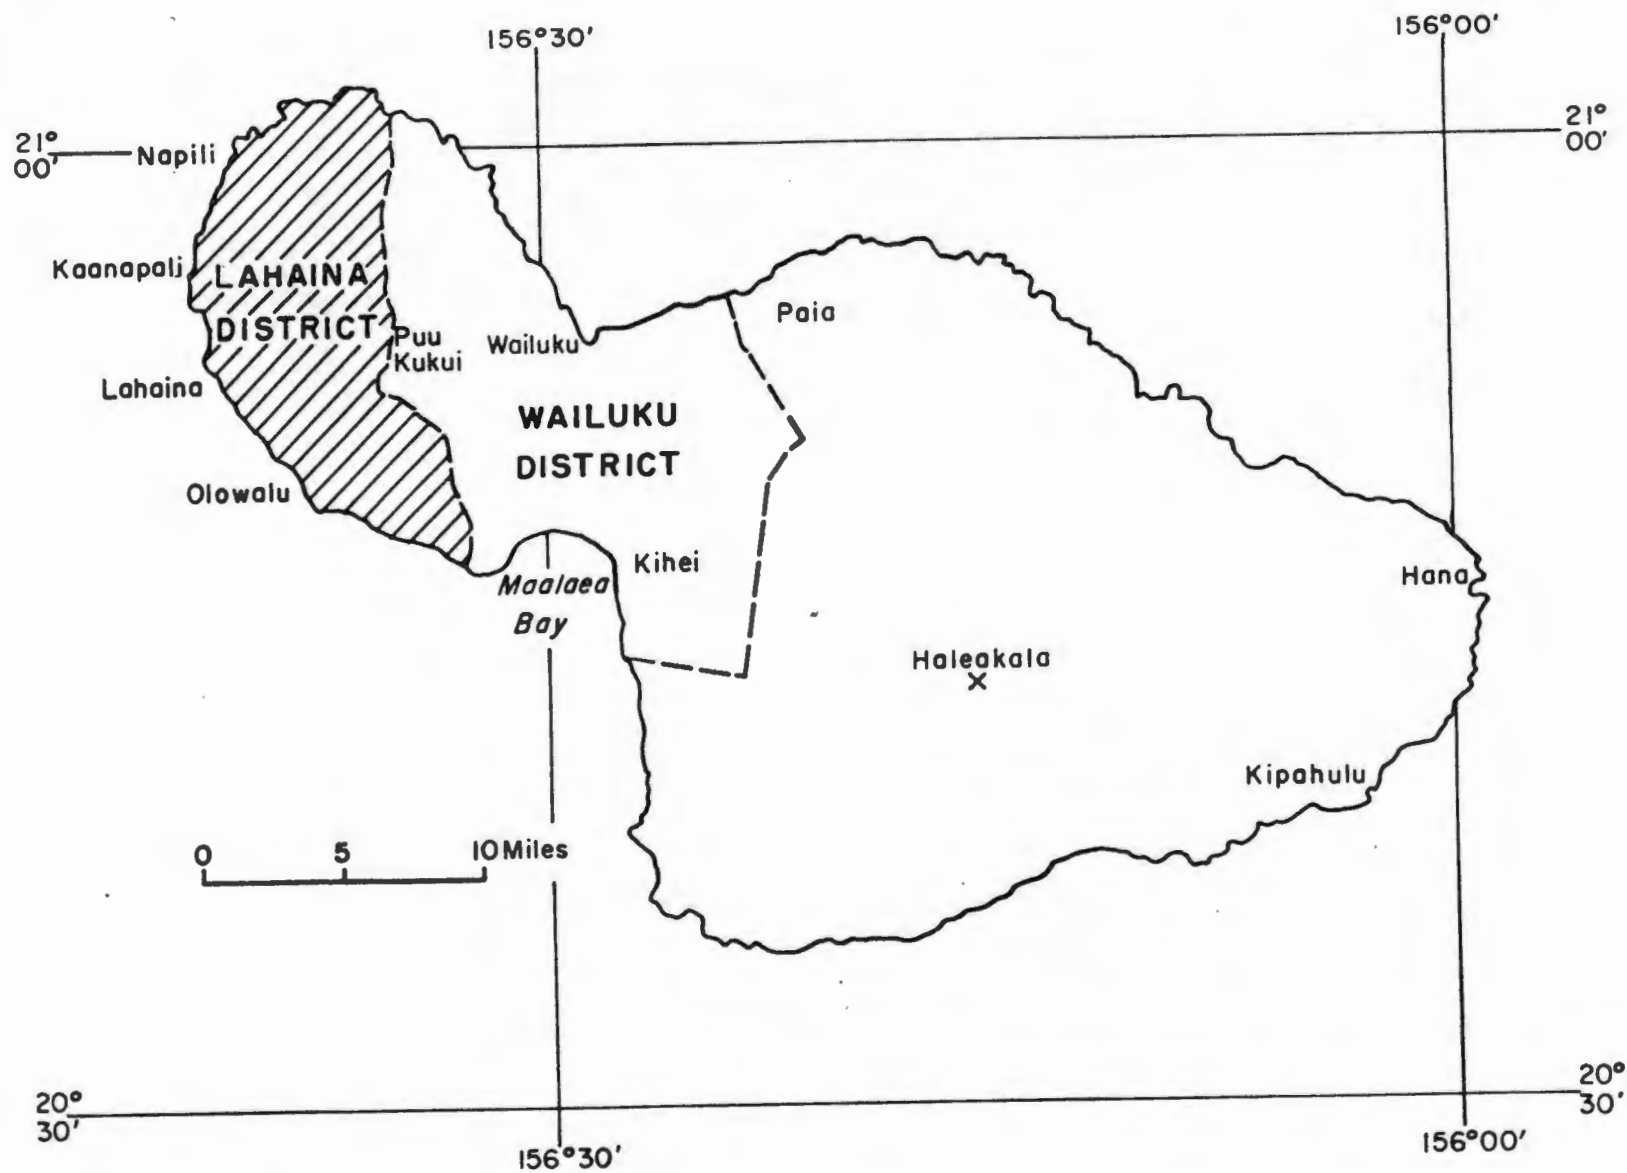 156°30'
156°00'
21°
00'
21°
00'
Napili
Kaanapali
LAHAINA
DISTRICT
Puu
Kukui
Wailuku
Paia
Lahaina
WAILUKU
DISTRICT
Olowalu
Kihei
Maalaea
Bay
Hana
Haleakala
Kipahulu
0 5 10 Miles
20°
30'
20°
30'
156°30'
156°00'